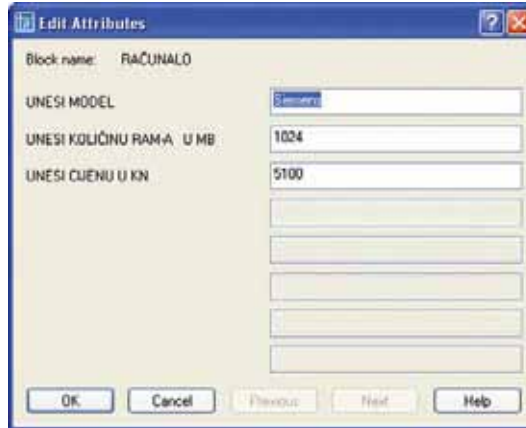 Edit Attributes
Block name: RAČUNALO
UNESI MODEL Siemens
UNESI KOLIČINU RAM-A U MB 1024
UNESI CIJENU U KN 5100
OK Cancel Previous Next Help